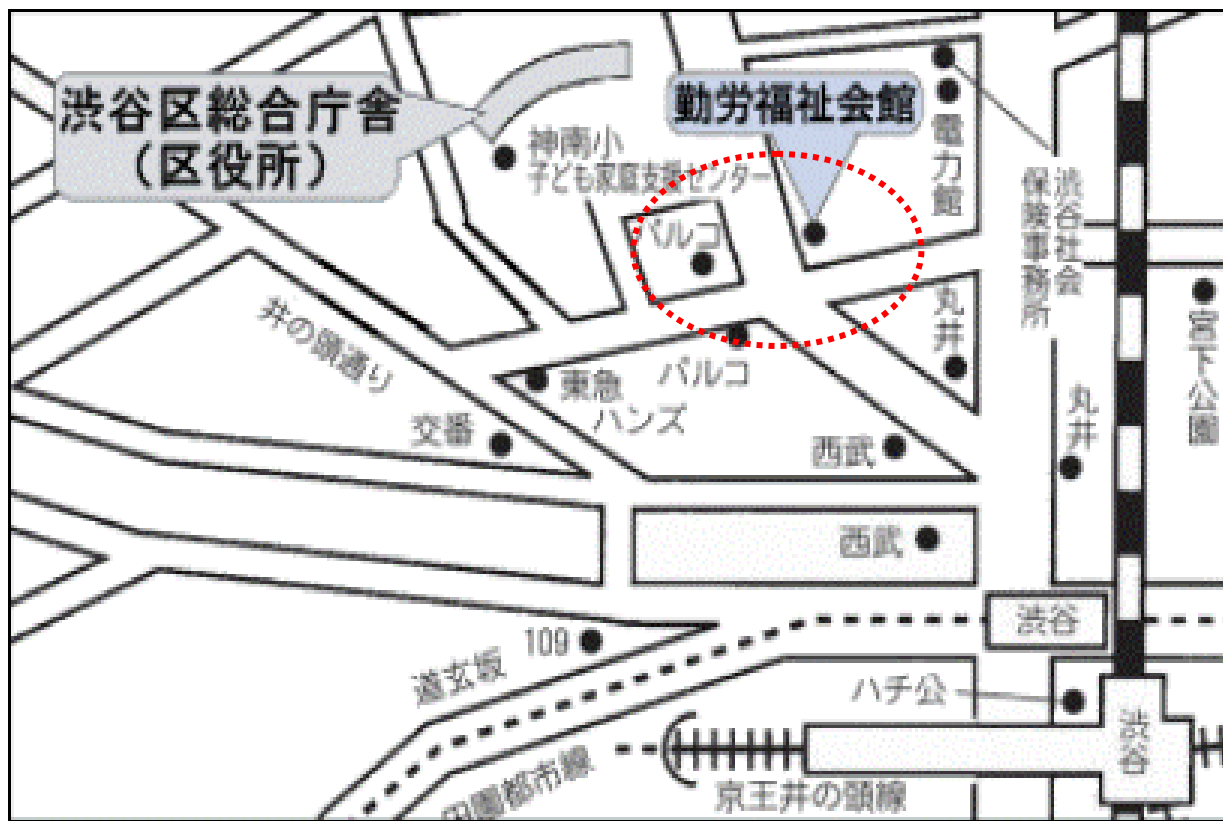 渋谷区総合庁舎
(区役所)
勤労福祉会館
神南小
子ども家庭支援センター
電力館
渋谷社会
保険事務所
パルコ
丸井
宮下公園
井の頭通り
東急
ハンズ
パルコ
交番
西武
丸井
西武
渋谷
109
道玄坂
ハチ公
渋谷
田園都市線
京王井の頭線